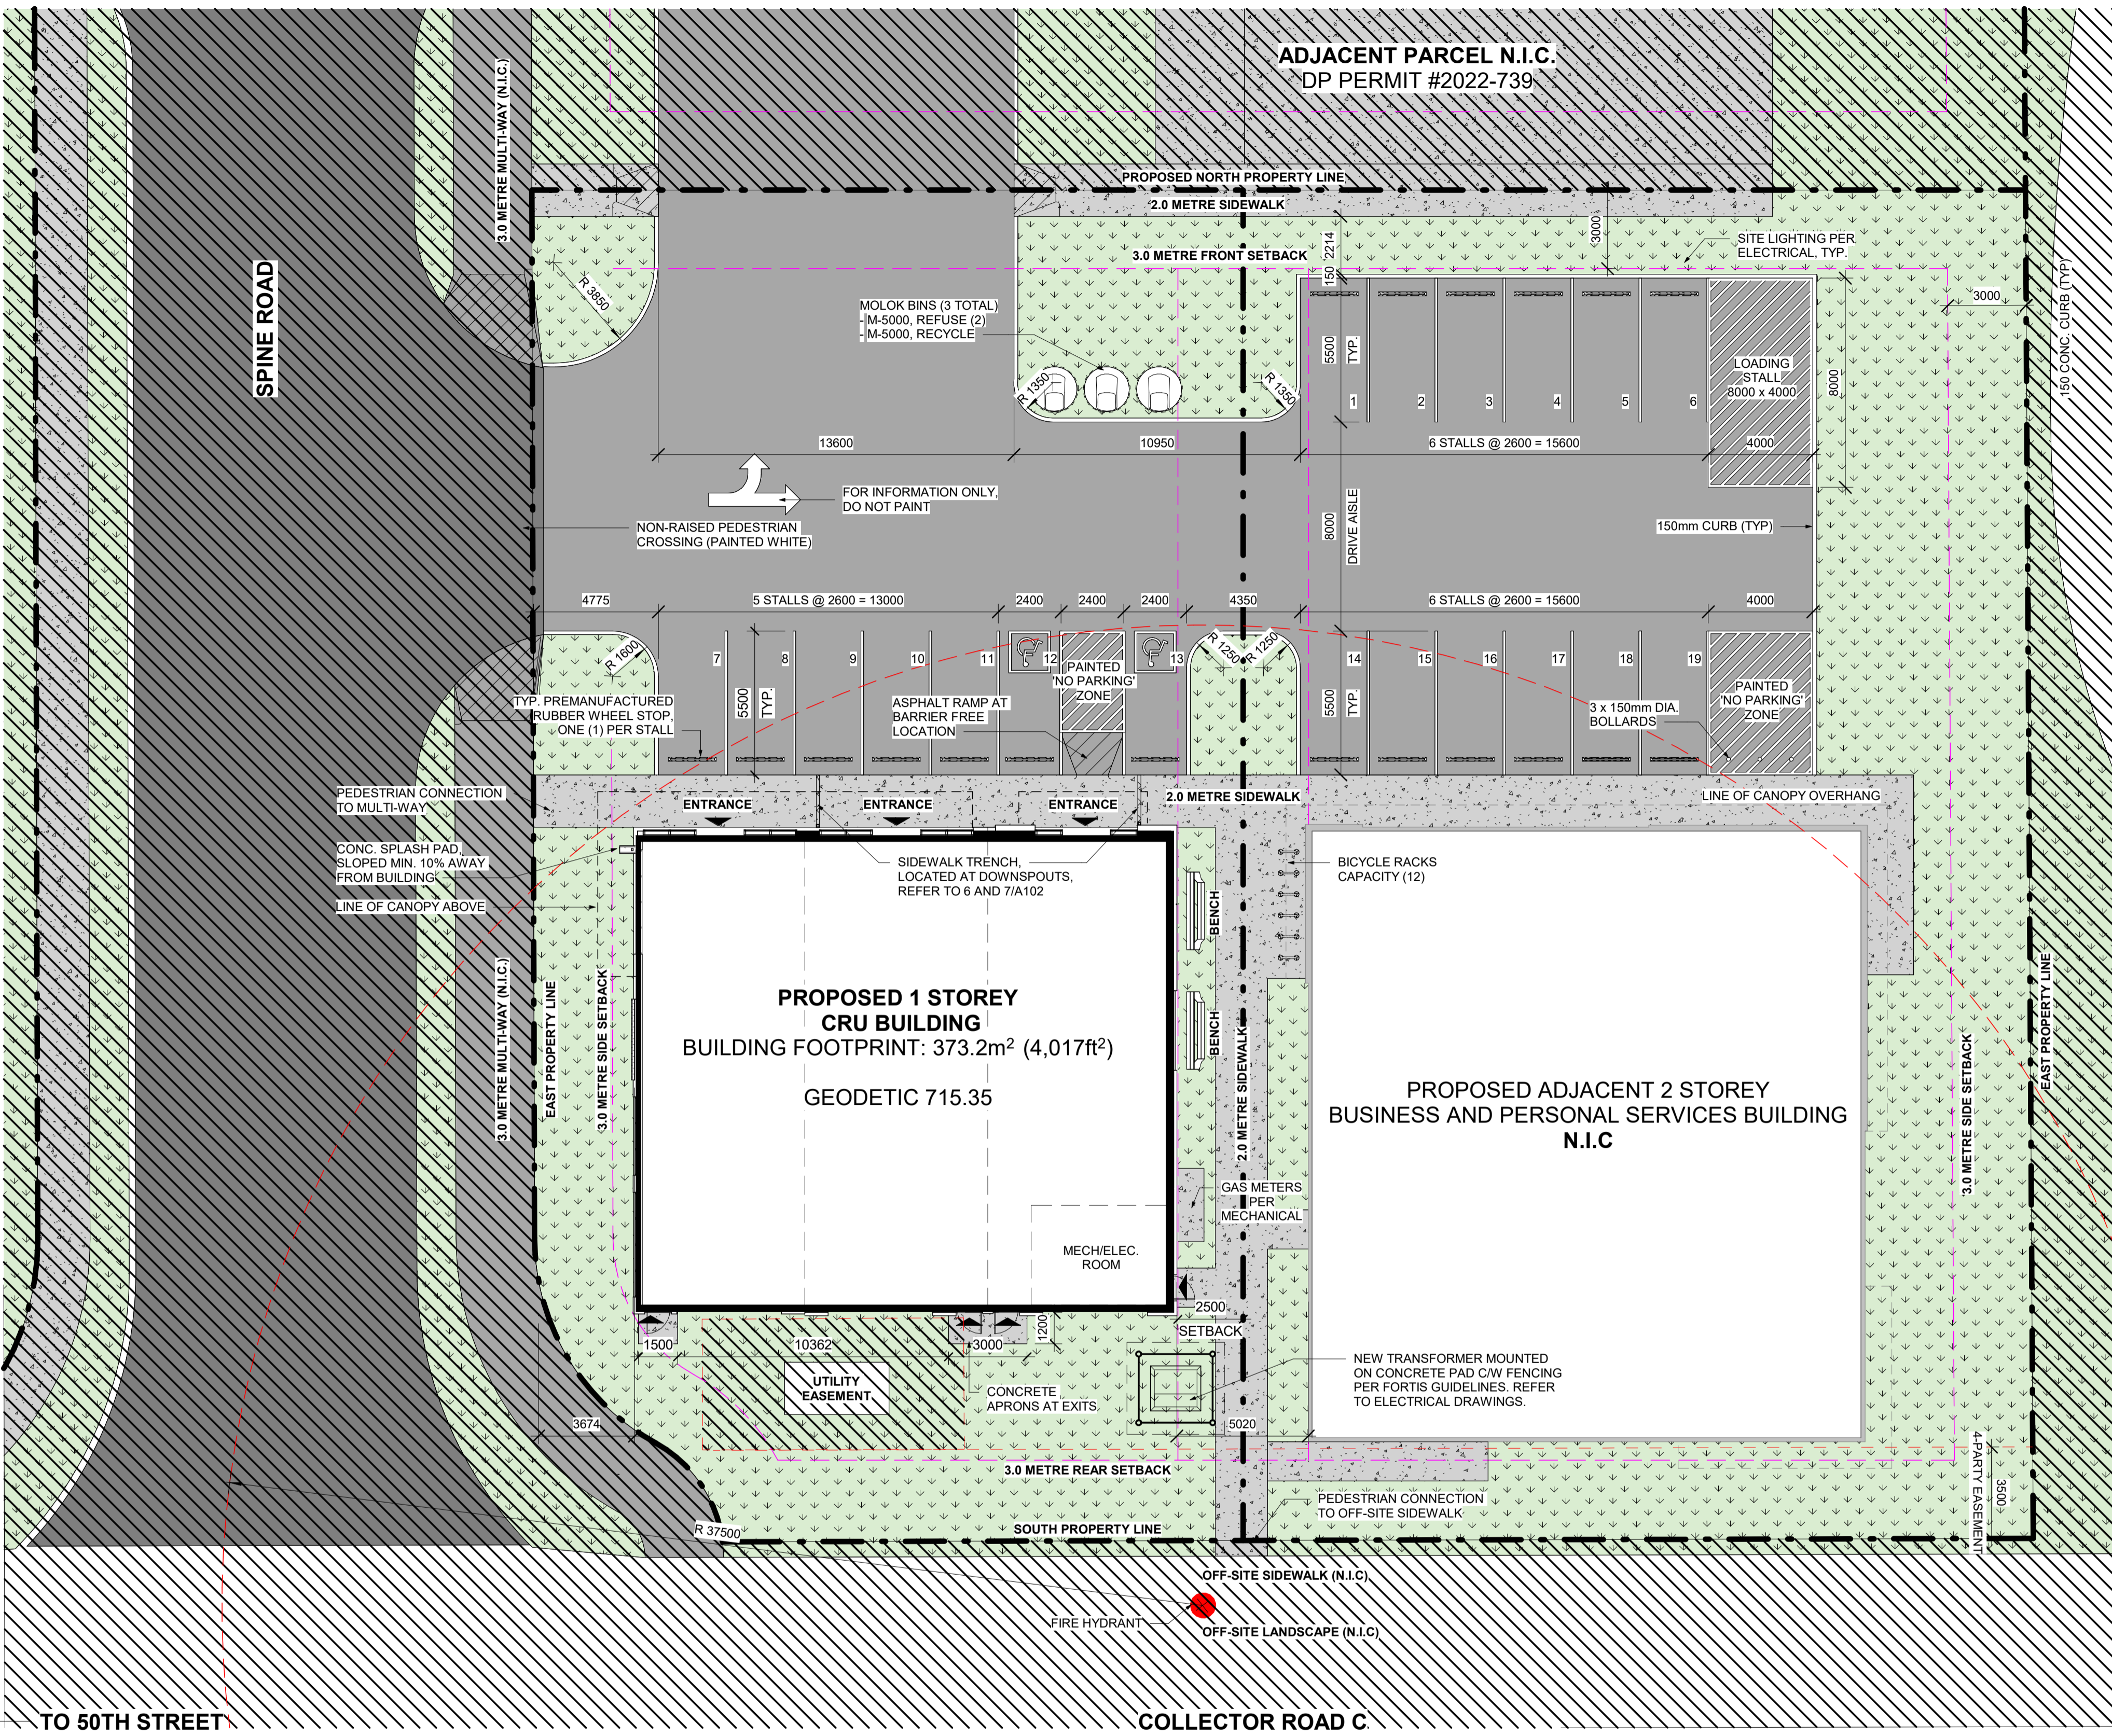 ADJACENT PARCEL N.I.C.
DP PERMIT #2022-739
3.0 METRE MULTI-WAY (N.I.C.)
PROPOSED NORTH PROPERTY LINE
2.0 METRE SIDEWALK
3.0 METRE FRONT SETBACK
2214
150
3000
SITE LIGHTING PER
ELECTRICAL, TYP.
150 CONC. CURB (TYP)
3000
SPINE ROAD
R 3850
MOLOK BINS (3 TOTAL)
- M-5000, REFUSE (2)
- M-5000, RECYCLE
R 1350
R 1350
5500
TYP.
1
2
3
4
5
6
LOADING
STALL
8000 x 4000
8000
13600
10950
6 STALLS @ 2600 = 15600
4000
FOR INFORMATION ONLY,
DO NOT PAINT
NON-RAISED PEDESTRIAN
CROSSING (PAINTED WHITE)
8000
DRIVE AISLE
150mm CURB (TYP)
4775
5 STALLS @ 2600 = 13000
2400
2400
2400
4350
6 STALLS @ 2600 = 15600
4000
R 1600
7
8
9
10
11
12
13
R 1250
R 1250
14
15
16
17
18
19
PAINTED
'NO PARKING'
ZONE
PAINTED
'NO PARKING'
ZONE
TYP. PREMANUFACTURED
RUBBER WHEEL STOP,
ONE (1) PER STALL
5500
TYP.
ASPHALT RAMP AT
BARRIER FREE
LOCATION
5500
TYP.
3 x 150mm DIA.
BOLLARDS
PEDESTRIAN CONNECTION
TO MULTI-WAY
ENTRANCE
ENTRANCE
ENTRANCE
2.0 METRE SIDEWALK
LINE OF CANOPY OVERHANG
CONC. SPLASH PAD,
SLOPED MIN. 10% AWAY
FROM BUILDING
LINE OF CANOPY ABOVE
SIDEWALK TRENCH,
LOCATED AT DOWNSPOUTS,
REFER TO 6 AND 7/A102
BICYCLE RACKS
CAPACITY (12)
BENCH
BENCH
3.0 METRE MULTI-WAY (N.I.C.)
EAST PROPERTY LINE
3.0 METRE SIDE SETBACK
PROPOSED 1 STOREY
CRU BUILDING
BUILDING FOOTPRINT: 373.2m² (4,017ft²)
GEODETIC 715.35
2.0 METRE SIDEWALK
PROPOSED ADJACENT 2 STOREY
BUSINESS AND PERSONAL SERVICES BUILDING
N.I.C
3.0 METRE SIDE SETBACK
EAST PROPERTY LINE
GAS METERS
PER
MECHANICAL
MECH/ELEC.
ROOM
2500
SETBACK
1500
10362
3000
1200
UTILITY
EASEMENT
CONCRETE
APRONS AT EXITS
NEW TRANSFORMER MOUNTED
ON CONCRETE PAD C/W FENCING
PER FORTIS GUIDELINES. REFER
TO ELECTRICAL DRAWINGS.
3674
5020
3.0 METRE REAR SETBACK
4-PARTY EASEMENT
3500
PEDESTRIAN CONNECTION
TO OFF-SITE SIDEWALK
R 37500
SOUTH PROPERTY LINE
OFF-SITE SIDEWALK (N.I.C)
FIRE HYDRANT
OFF-SITE LANDSCAPE (N.I.C)
TO 50TH STREET
COLLECTOR ROAD C